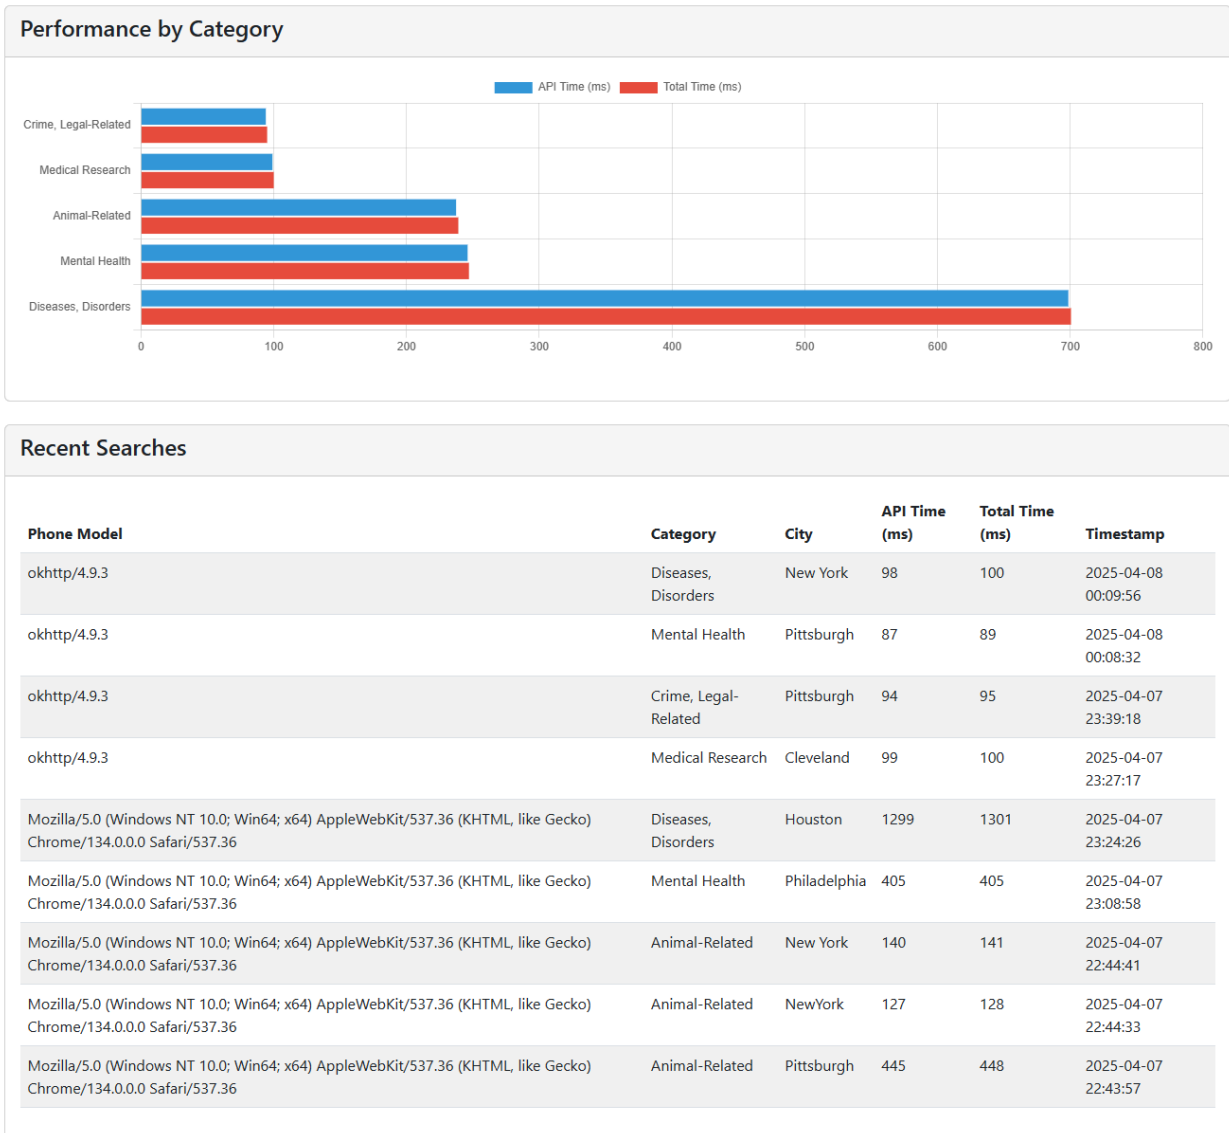 Performance by Category
API Time (ms) Total Time (ms)
Crime, Legal-Related
Medical Research
Animal-Related
Mental Health
Diseases, Disorders
0 100 200 300 400 500 600 700 800
Recent Searches
API Time Total Time
Phone Model Category City (ms) (ms) Timestamp
okhttp/4.9.3 Diseases, New York 98 100 2025-04-08
Disorders 00:09:56
okhttp/4.9.3 Mental Health Pittsburgh 87 89 2025-04-08
00:08:32
okhttp/4.9.3 Crime, Legal- Pittsburgh 94 95 2025-04-07
Related 23:39:18
okhttp/4.9.3 Medical Research Cleveland 99 100 2025-04-07
23:27:17
Mozilla/5.0 (Windows NT 10.0; Win64; x64) AppleWebKit/537.36 (KHTML, like Gecko) Diseases, Houston 1299 1301 2025-04-07
Chrome/134.0.0.0 Safari/537.36 Disorders 23:24:26
Mozilla/5.0 (Windows NT 10.0; Win64; x64) AppleWebKit/537.36 (KHTML, like Gecko) Mental Health Philadelphia 405 405 2025-04-07
Chrome/134.0.0.0 Safari/537.36 23:08:58
Mozilla/5.0 (Windows NT 10.0; Win64; x64) AppleWebKit/537.36 (KHTML, like Gecko) Animal-Related New York 140 141 2025-04-07
Chrome/134.0.0.0 Safari/537.36 22:44:41
Mozilla/5.0 (Windows NT 10.0; Win64; x64) AppleWebKit/537.36 (KHTML, like Gecko) Animal-Related NewYork 127 128 2025-04-07
Chrome/134.0.0.0 Safari/537.36 22:44:33
Mozilla/5.0 (Windows NT 10.0; Win64; x64) AppleWebKit/537.36 (KHTML, like Gecko) Animal-Related Pittsburgh 445 448 2025-04-07
Chrome/134.0.0.0 Safari/537.36 22:43:57